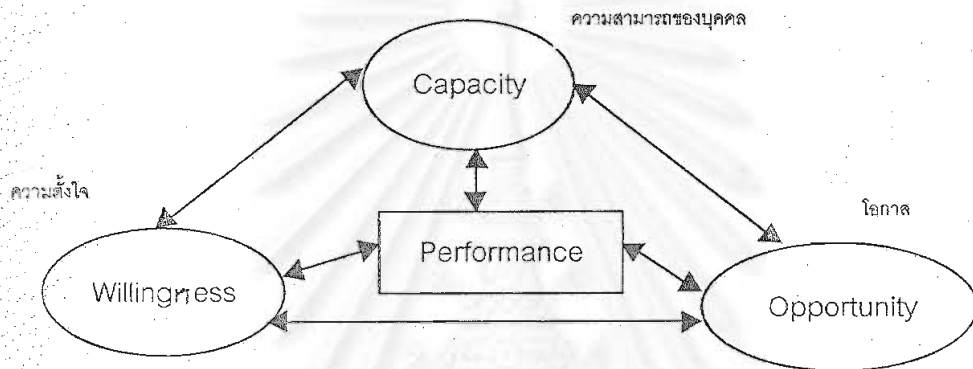 ความสามารถของบุคคล
Capacity
ความตั้งใจ
โอกาส
Performance
Willingness
Opportunity